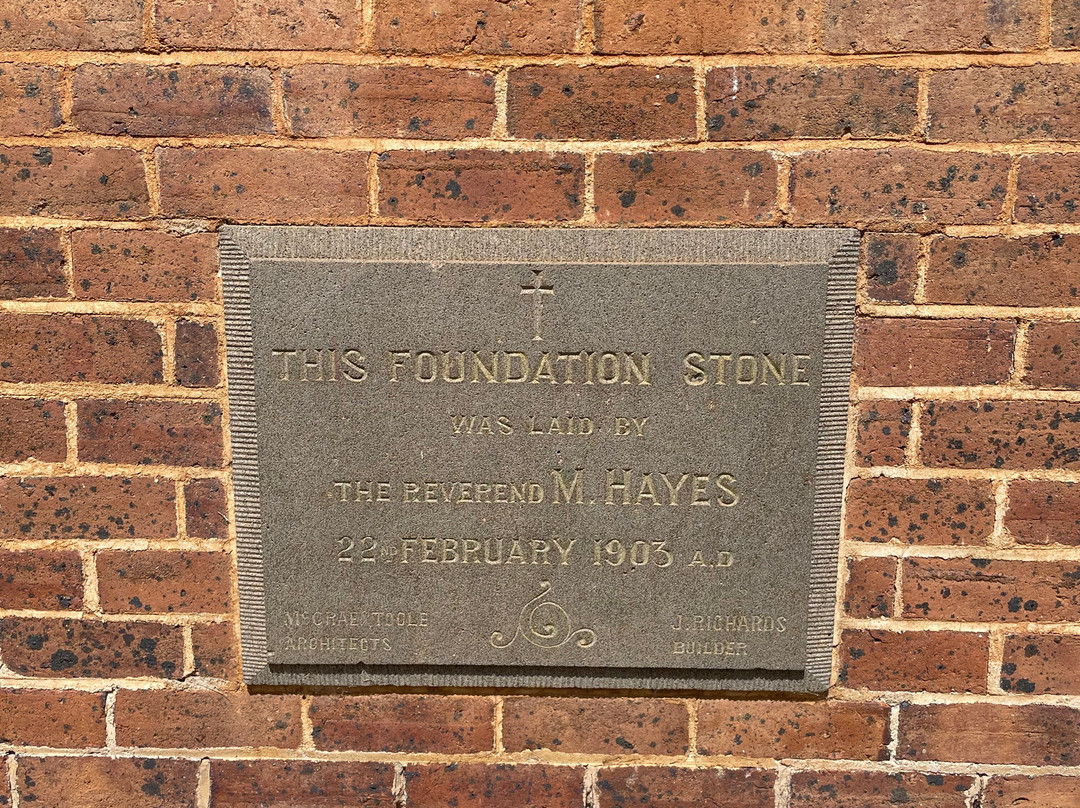 THIS FOUNDATION STONE
WAS LAID BY
THE REVEREND M. HAYES
22ND FEBRUARY 1903 A.D
McCRAE TOOLE
ARCHITECTS
J. RICHARDS
BUILDER